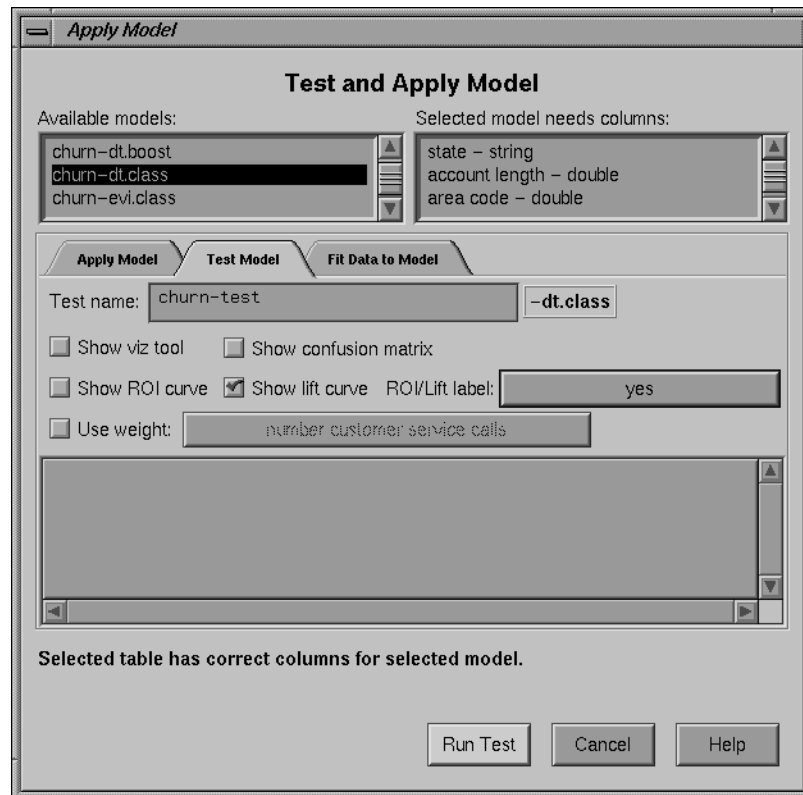 Apply Model
Test and Apply Model
Available models: Selected model needs columns:
churn-dt.boost
churn-dt.class
churn-evi.class
state - string
account length - double
area code - double
Apply Model Test Model Fit Data to Model
Test name: churn-test -dt.class
Show viz tool Show confusion matrix
Show ROI curve Show lift curve ROI/Lift label: yes
Use weight: number customer service calls
Selected table has correct columns for selected model.
Run Test Cancel Help